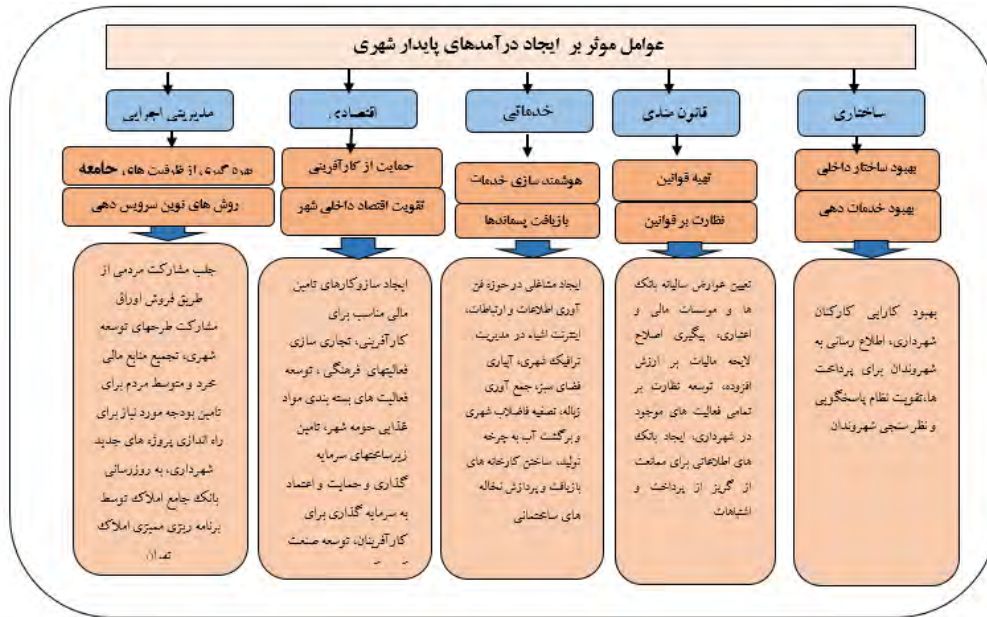 عوامل موثر بر ایجاد درآمدهای پایدار شهری
ساختاری
قانون مندی
خدماتی
اقتصادی
مدیریتی اجرایی
بهبود ساختار داخلی
بهبود خدمات دهی
تهیه قوانین
نظارت بر قوانین
هوشمند سازی خدمات
بازیافت پسماندها
حمایت از کارآفرینی
تقویت اقتصاد داخلی شهر
بهره گیری از ظرفیت های جامعه
روش های نوین سرویس دهی
بهبود کارایی کارکنان
شهرداری، اطلاع رسانی به
شهروندان برای پرداخت
ها،تقویت نظام پاسخگویی
و نظر سنجی شهروندان
تعیین عوارض سالیانه بانک
ها و موسسات مالی و
اعتباری، پیگیری اصلاح
لایحه مالیات بر ارزش
افزوده، توسعه نظارت بر
تمامی فعالیت های موجود
در شهرداری، ایجاد بانک
های اطلاعاتی برای ممانعت
از گریز از پرداخت و
اشتباهات
ایجاد مشاغلی در حوزه فن
آوری اطلاعات و ارتباطات،
اینترنت اشیاء در مدیریت
ترافیک شهری، آبیاری
فضای سبز، جمع آوری
زباله، تصفیه فاضلاب شهری
و برگشت آب به چرخه
تولید، ساختن کارخانه های
بازیافت و پردازش نخاله
های ساختمانی
ایجاد سازوکارهای تامین
مالی مناسب برای
کارآفرینی، تجاری سازی
فعالیتهای فرهنگی ، توسعه
فعالیت های بسته بندی مواد
غذایی حومه شهر، تامین
زیرساختهای سرمایه
گذاری و حمایت و اعتماد
به سرمایه گذاری برای
کارآفرینان، توسعه صنعت
جلب مشارکت مردمی از
طریق فروش اوراق
مشارکت طرحهای توسعه
شهری، تجمیع منابع مالی
خرد و متوسط مردم برای
تامین بودجه مورد نیاز برای
راه اندازی پروژه های جدید
شهرداری، به روزرسانی
بانک جامع املاک توسط
برنامه ریزی ممیزی املاک
تهران